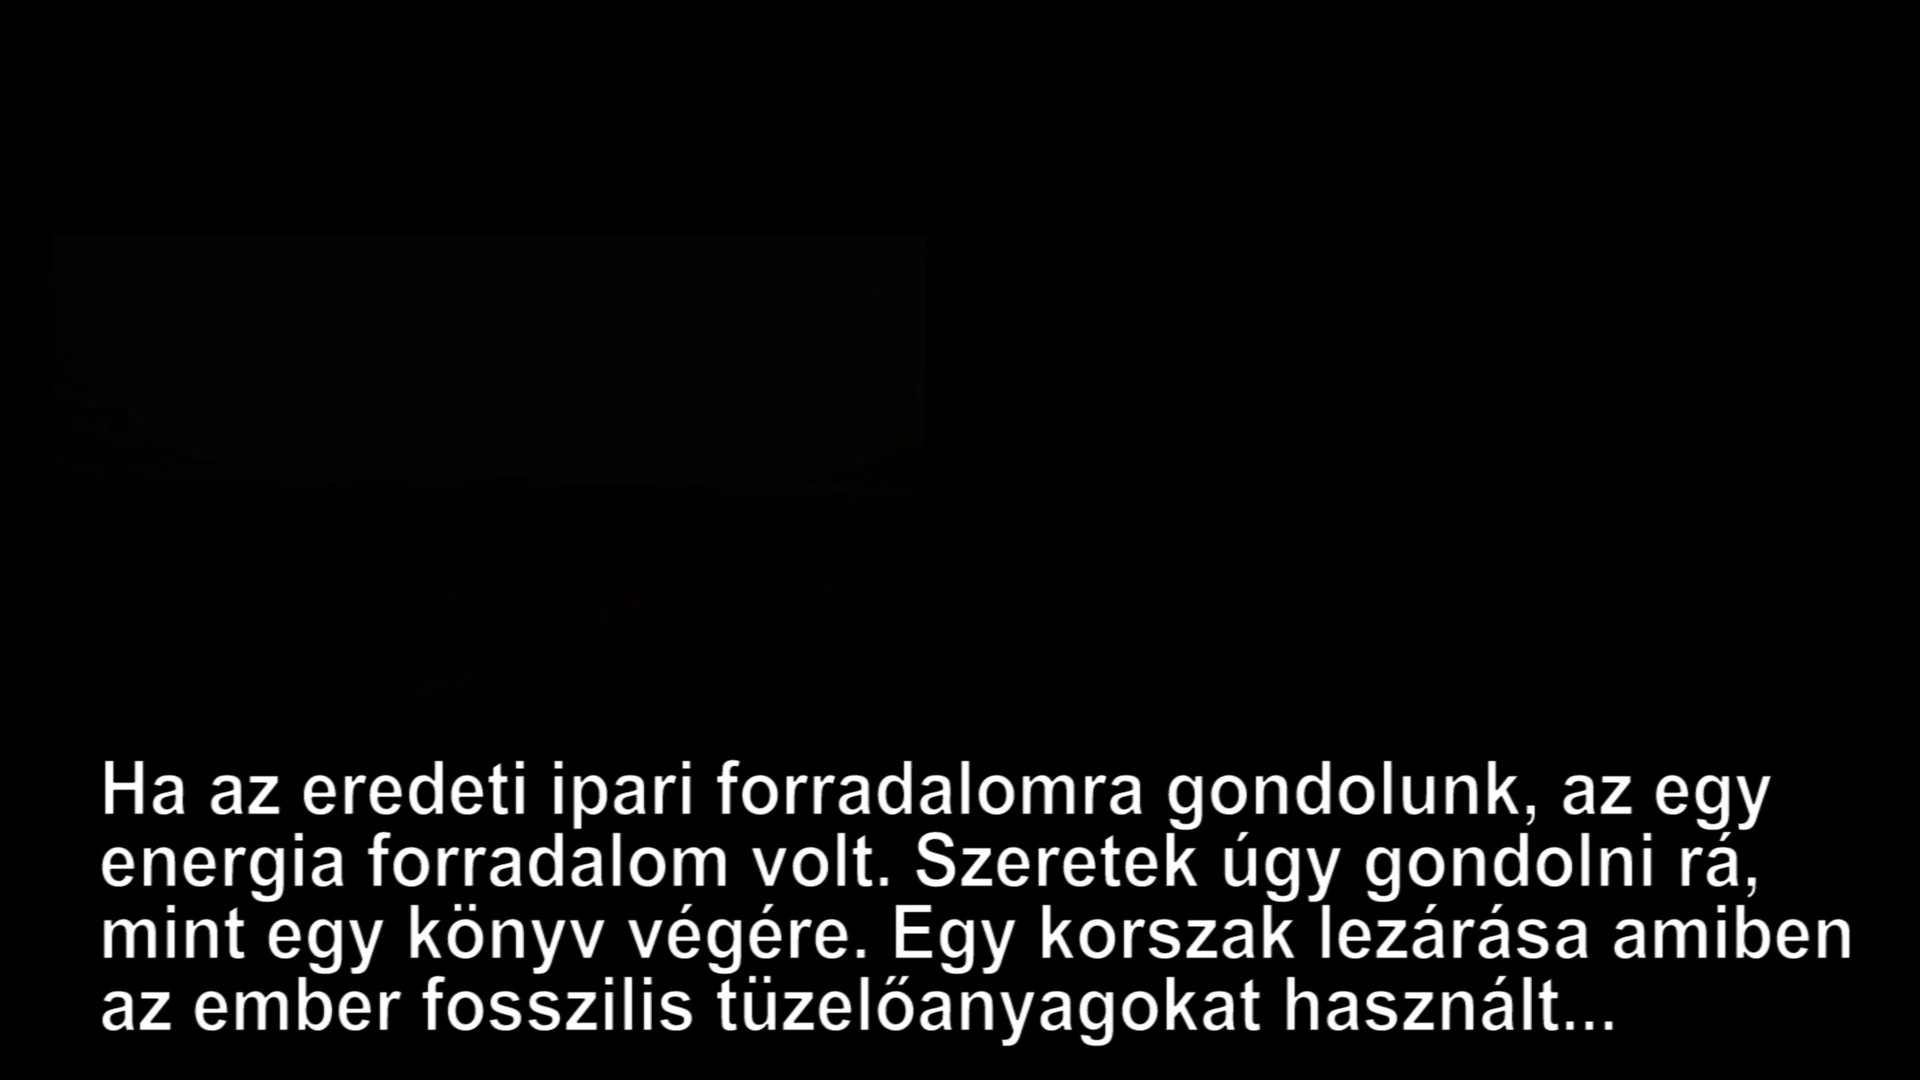 Ha az eredeti ipari forradalomra gondolunk, az egy
energia forradalom volt. Szeretek úgy gondolni rá,
mint egy könyv végére. Egy korszak lezárása amiben
az ember fosszilis tüzelőanyagokat használt...